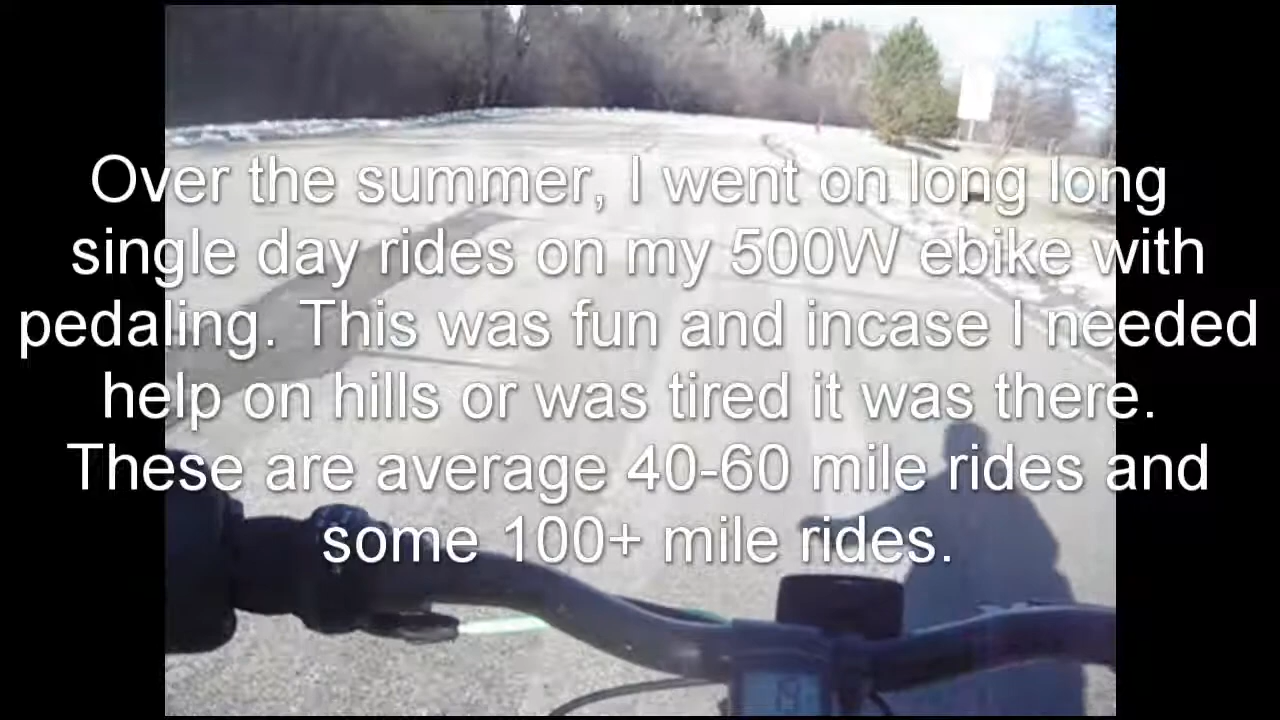 Over the summer, I went on long long
single day rides on my 500W ebike with
pedaling. This was fun and incase I needed
help on hills or was tired it was there.
These are average 40-60 mile rides and
some 100+ mile rides.